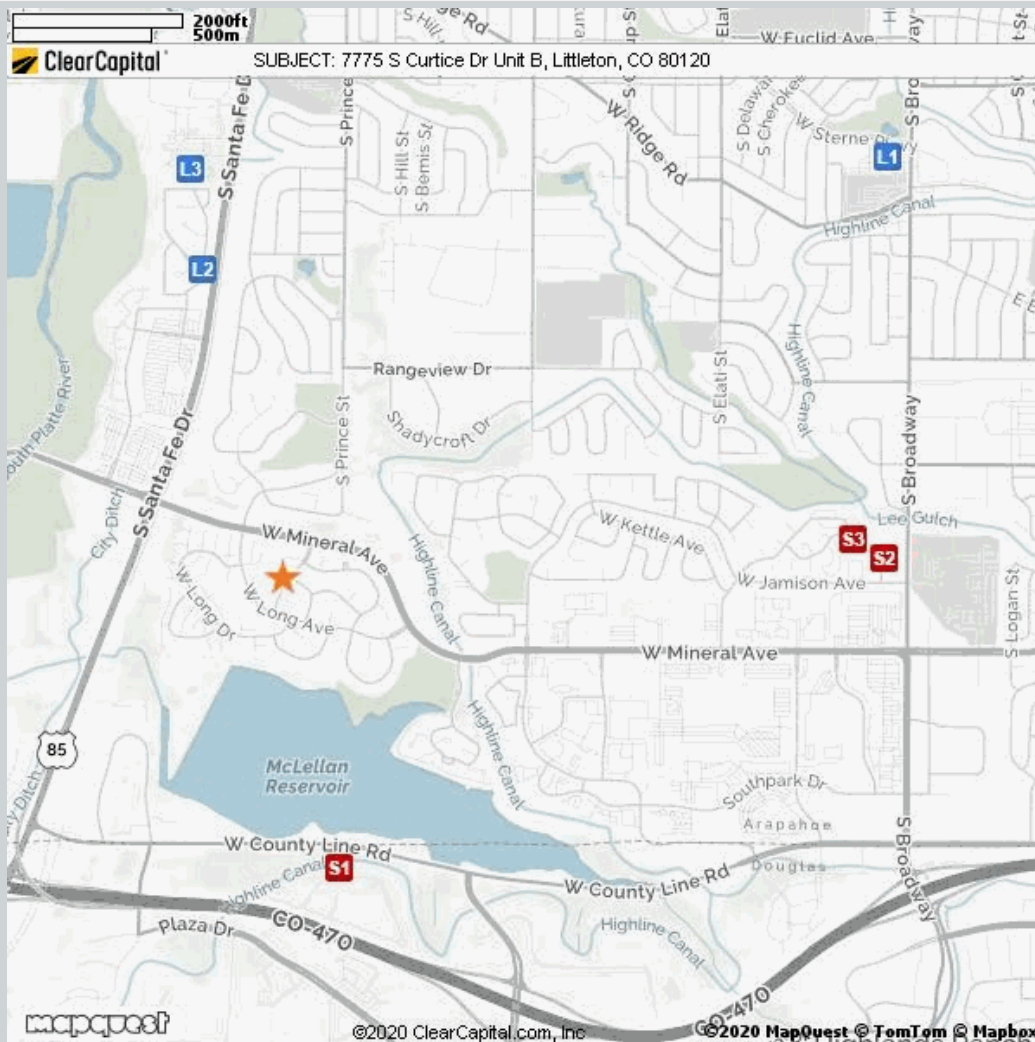 2000ft
500m
W Euclid Ave
ClearCapital
SUBJECT: 7775 S Curtice Dr Unit B, Littleton, CO 80120
S Santa Fe D
S Prince
S Hill St
S Bemis St
W Ridge Rd
S Delawar
S Cherokee
W Sterne
L1
L3
L2
Highline Canal
Rangeview Dr
Shadycroft Dr
S Prince St
S Elati St
Highline Canal
S Broadway
South Platte River
S Santa Fe Dr
City Ditch
W Mineral Ave
Highline Canal
W Kettle Ave
Lee Gulch
S3
S2
W Jamison Ave
W Long Dr
W Long Ave
W Mineral Ave
S Logan St
85
McLellan
Reservoir
Highline Canal
Southpark Dr
Arapahoe
Douglas
S Broadway
W County Line Rd
S1
Highline Canal
W County Line Rd
Plaza Dr
CO-470
Highline Canal
CO-470
mapquest
©2020 ClearCapital.com, Inc
©2020 MapQuest © TomTom © Mapbox